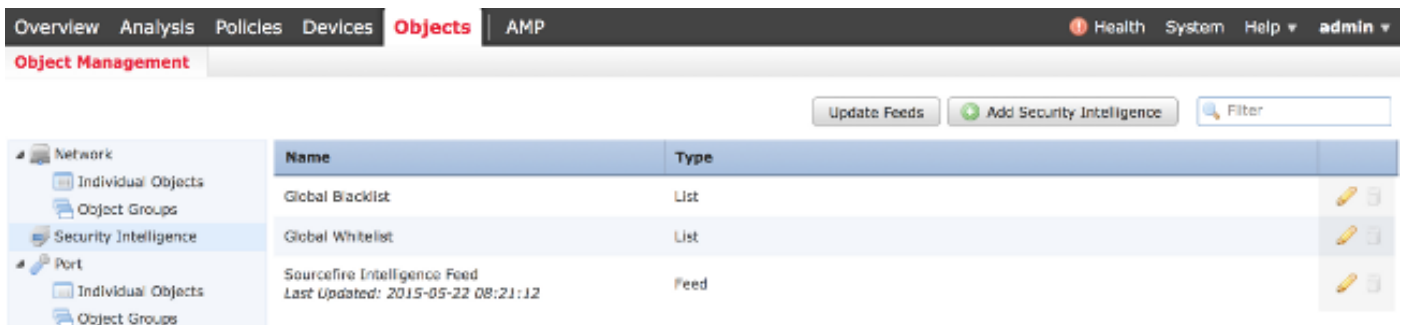 Overview Analysis Policies Devices Objects AMP Health System Help admin
Object Management
Update Feeds Add Security Intelligence Filter
Network
Individual Objects
Object Groups
Security Intelligence
Port
Individual Objects
Object Groups
Name Type
Global Blacklist List
Global Whitelist List
Sourcefire Intelligence Feed Feed
Last Updated: 2015-05-22 08:21:12